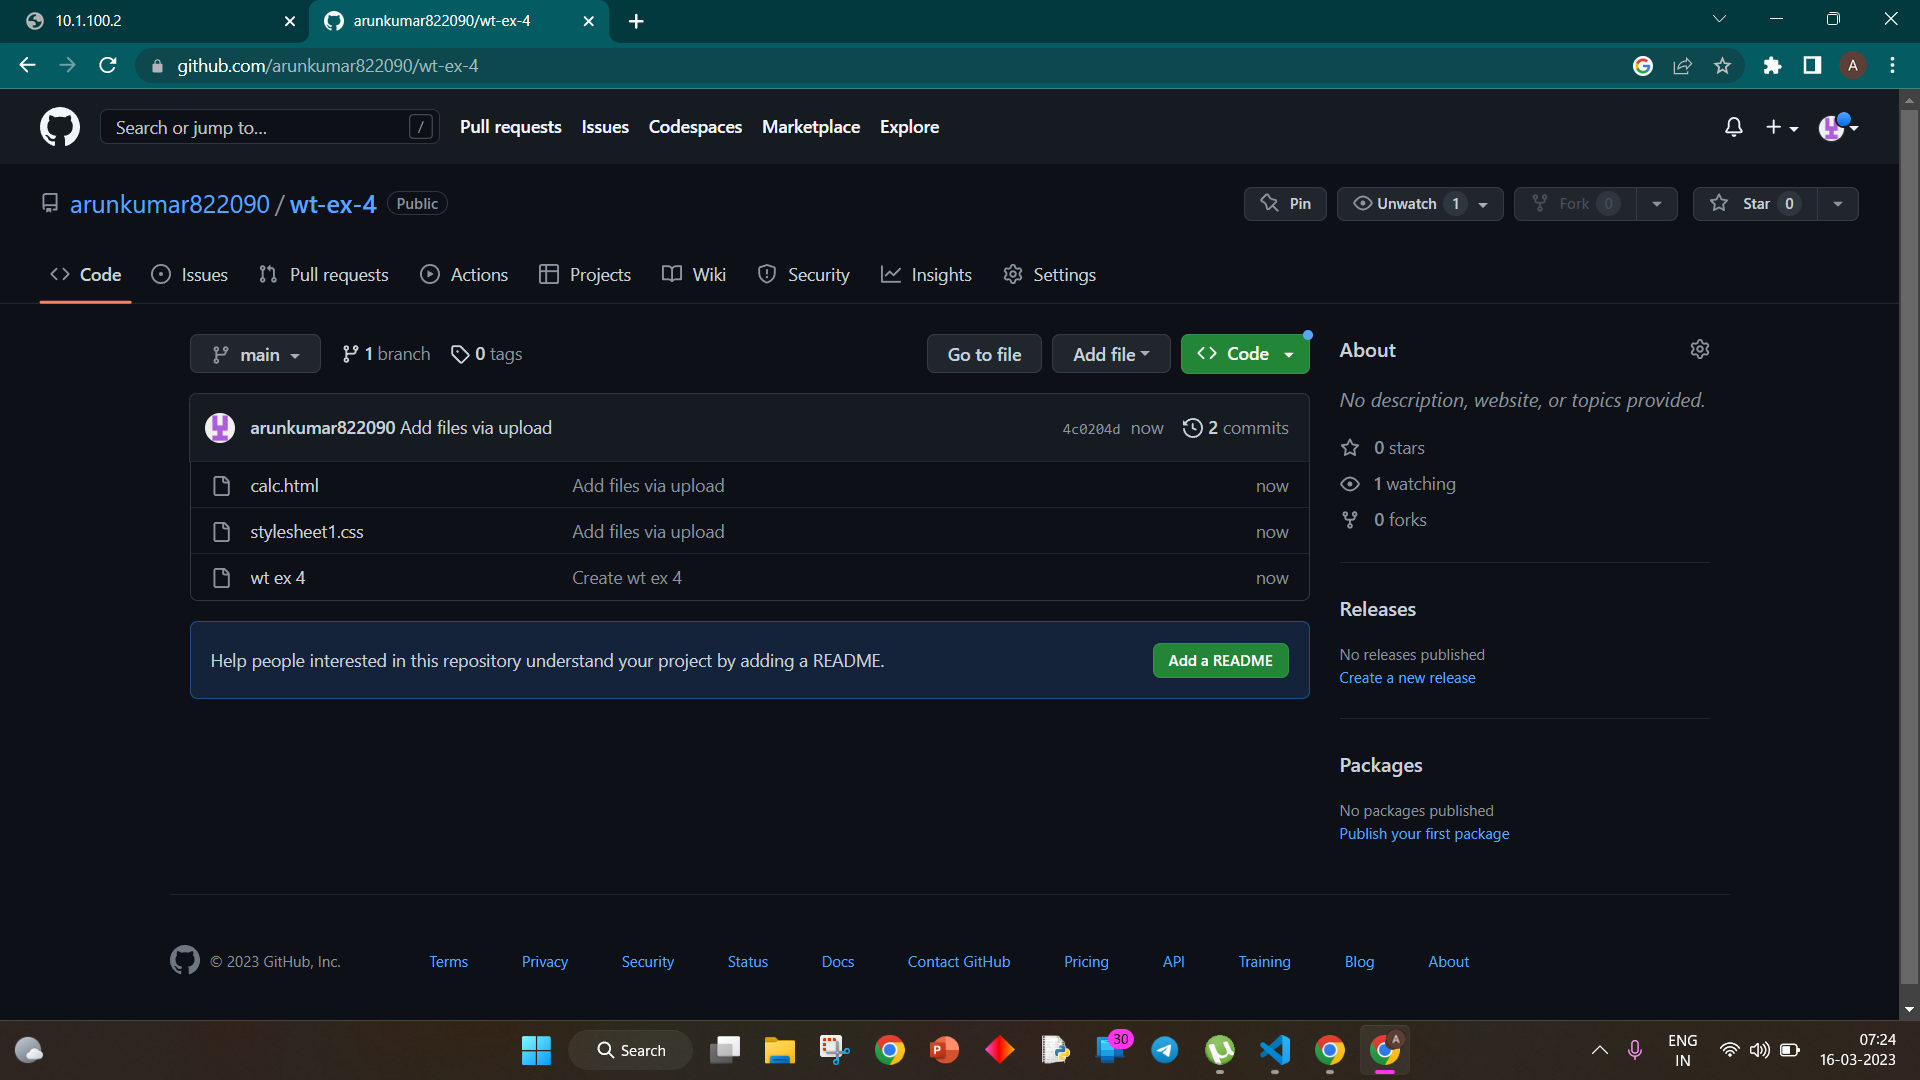 10.1.100.2
arunkumar822090/wt-ex-4
github.com/arunkumar822090/wt-ex-4
A
Search or jump to...
/
Pull requests
Issues
Codespaces
Marketplace
Explore
arunkumar822090 / wt-ex-4
Public
Pin
Unwatch 1
Fork 0
Star 0
Code
Issues
Pull requests
Actions
Projects
Wiki
Security
Insights
Settings
main
1 branch
0 tags
Go to file
Add file
Code
arunkumar822090 Add files via upload
4c0204d now
2 commits
calc.html Add files via upload now
stylesheet1.css Add files via upload now
wt ex 4 Create wt ex 4 now
Help people interested in this repository understand your project by adding a README.
Add a README
About
No description, website, or topics provided.
0 stars
1 watching
0 forks
Releases
No releases published
Create a new release
Packages
No packages published
Publish your first package
© 2023 GitHub, Inc.
Terms
Privacy
Security
Status
Docs
Contact GitHub
Pricing
API
Training
Blog
About
Search
P
30
A
ENG
IN
07:24
16-03-2023